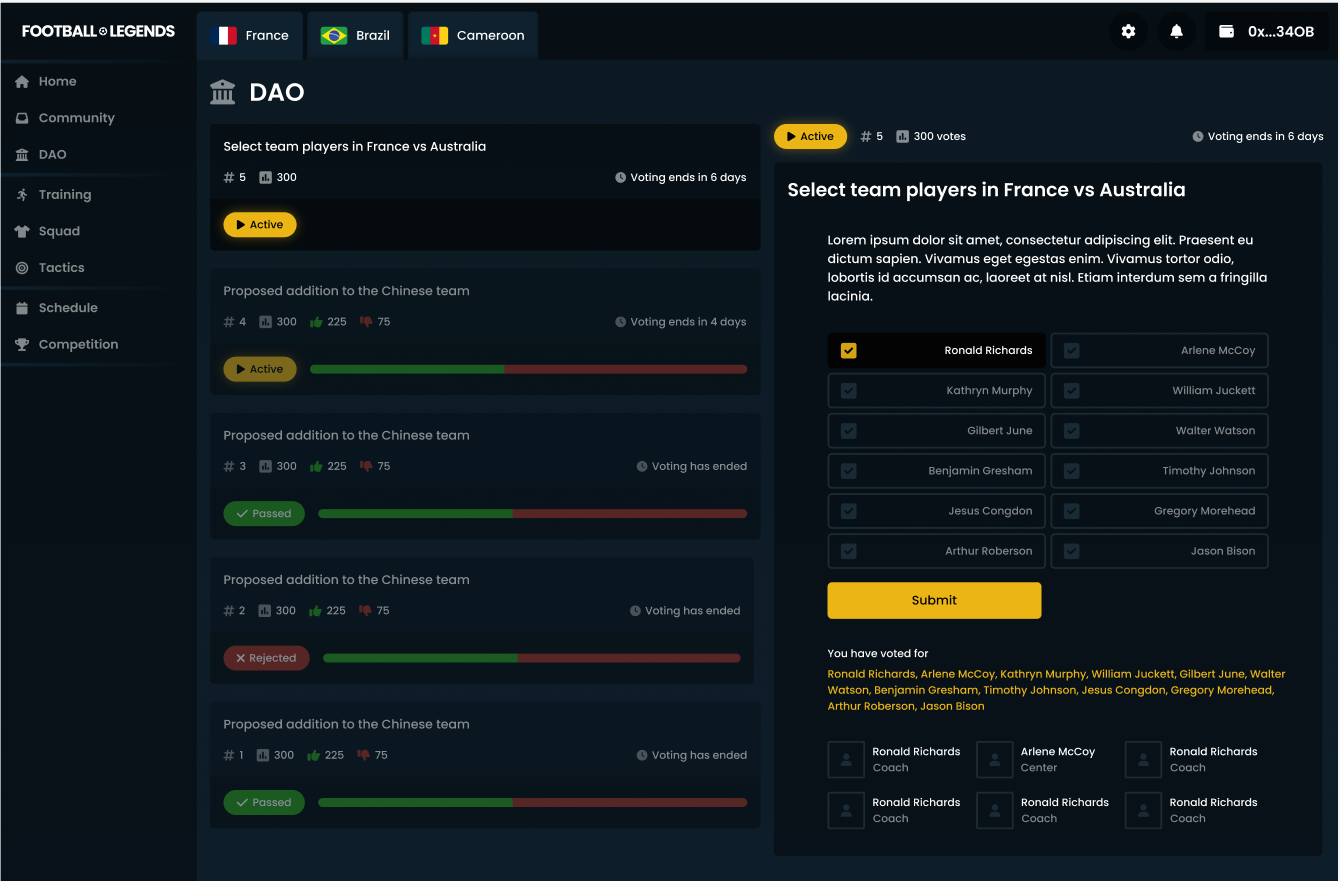 FOOTBALL LEGENDS
France
Brazil
Cameroon
0x...34OB
Home
Community
DAO
Training
Squad
Tactics
Schedule
Competition
DAO
Select team players in France vs Australia
# 5 300 Voting ends in 6 days
Active
Proposed addition to the Chinese team
# 4 300 225 75 Voting ends in 4 days
Active
Proposed addition to the Chinese team
# 3 300 225 75 Voting has ended
Passed
Proposed addition to the Chinese team
# 2 300 225 75 Voting has ended
Rejected
Proposed addition to the Chinese team
# 1 300 225 75 Voting has ended
Passed
Active # 5 300 votes Voting ends in 6 days
Select team players in France vs Australia
Lorem ipsum dolor sit amet, consectetur adipiscing elit. Praesent eu
dictum sapien. Vivamus eget egestas enim. Vivamus tortor odio,
lobortis id accumsan ac, laoreet at nisl. Etiam interdum sem a fringilla
lacinia.
Ronald Richards Arlene McCoy
Kathryn Murphy William Juckett
Gilbert June Walter Watson
Benjamin Gresham Timothy Johnson
Jesus Congdon Gregory Morehead
Arthur Roberson Jason Bison
Submit
You have voted for
Ronald Richards, Arlene McCoy, Kathryn Murphy, William Juckett, Gilbert June, Walter
Watson, Benjamin Gresham, Timothy Johnson, Jesus Congdon, Gregory Morehead,
Arthur Roberson, Jason Bison
Ronald Richards Arlene McCoy Ronald Richards
Coach Center Coach
Ronald Richards Ronald Richards Ronald Richards
Coach Coach Coach